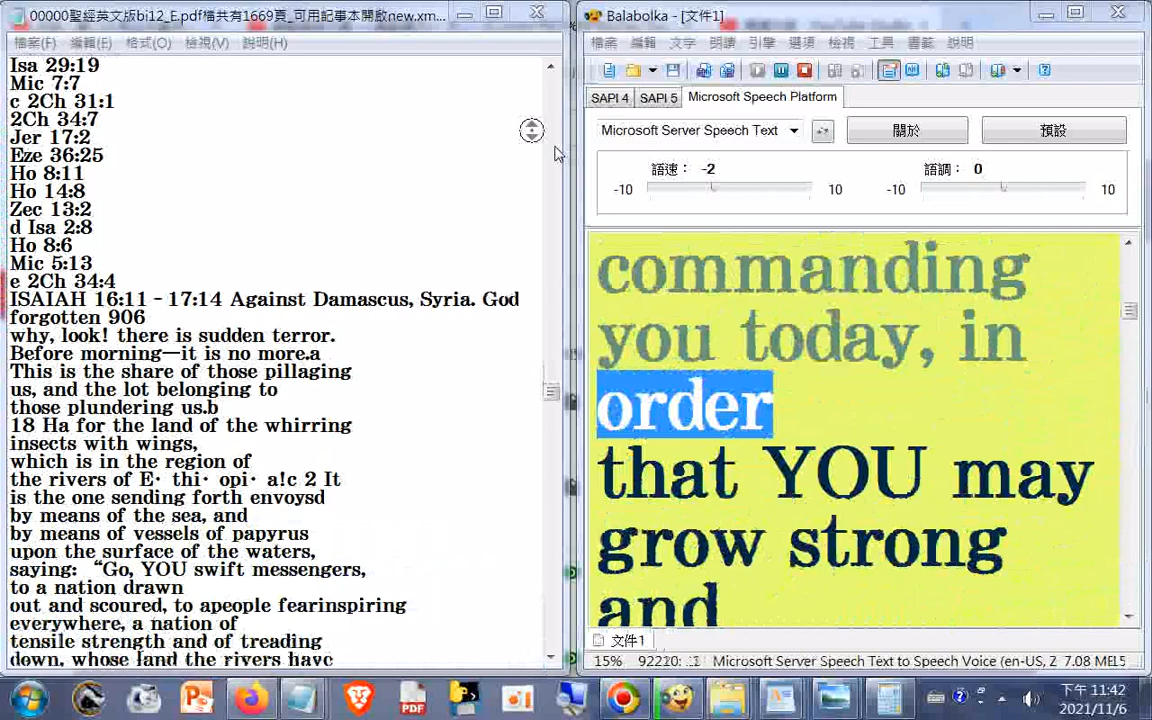 00000聖經英文版bi12_E.pdf檔共有1669頁_可用記事本開啟new.xm...
檔案(F) 編輯(E) 格式(O) 檢視(V) 說明(H)
Isa 29:19
Mic 7:7
c 2Ch 31:1
2Ch 34:7
Jer 17:2
Eze 36:25
Ho 8:11
Ho 14:8
Zec 13:2
d Isa 2:8
Ho 8:6
Mic 5:13
e 2Ch 34:4
ISAIAH 16:11 - 17:14 Against Damascus, Syria. God
forgotten 906
why, look! there is sudden terror.
Before morning—it is no more.a
This is the share of those pillaging
us, and the lot belonging to
those plundering us.b
18 Ha for the land of the whirring
insects with wings,
which is in the region of
the rivers of E· thi· opi· a!c 2 It
is the one sending forth envoysd
by means of the sea, and
by means of vessels of papyrus
upon the surface of the waters,
saying: “Go, YOU swift messengers,
to a nation drawn
out and scoured, to apeople fearinspiring
everywhere, a nation of
tensile strength and of treading
down, whose land the rivers have
Balabolka - [文件1]
檔案 編輯 文字 朗讀 引擎 選項 檢視 工具 書籤 說明
SAPI 4 SAPI 5 Microsoft Speech Platform
Microsoft Server Speech Text 關於 預設
語速： -2 語調： 0
-10 10 -10 10
commanding
you today, in
order
that YOU may
grow strong
and
文件1
15% Microsoft Server Speech Text to Speech Voice (en-US, Z 7.08 MB
下午 11:42
2021/11/6